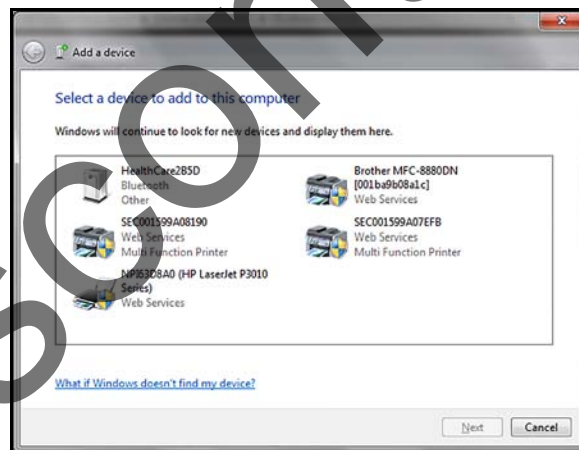 Add a device
Select a device to add to this computer
Windows will continue to look for new devices and display them here.
HealthCare2B5D
Bluetooth
Other
Brother MFC-8880DN
[001ba9b08a1c]
Web Services
SEC001599A08190
Web Services
Multi Function Printer
SEC001599A07EFB
Web Services
Multi Function Printer
NPI63D8A0 (HP LaserJet P3010
Series)
Web Services
What if Windows doesn't find my device?
Next
Cancel